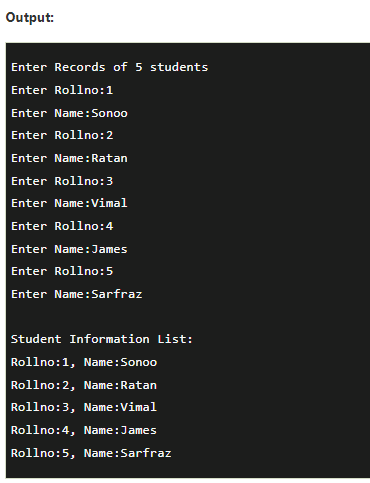 Output:
Enter Records of 5 students
Enter Rollno:1
Enter Name:Sonoo
Enter Rollno:2
Enter Name:Ratan
Enter Rollno:3
Enter Name:Vimal
Enter Rollno:4
Enter Name:James
Enter Rollno:5
Enter Name:Sarfraz
Student Information List:
Rollno:1, Name:Sonoo
Rollno:2, Name:Ratan
Rollno:3, Name:Vimal
Rollno:4, Name:James
Rollno:5, Name:Sarfraz